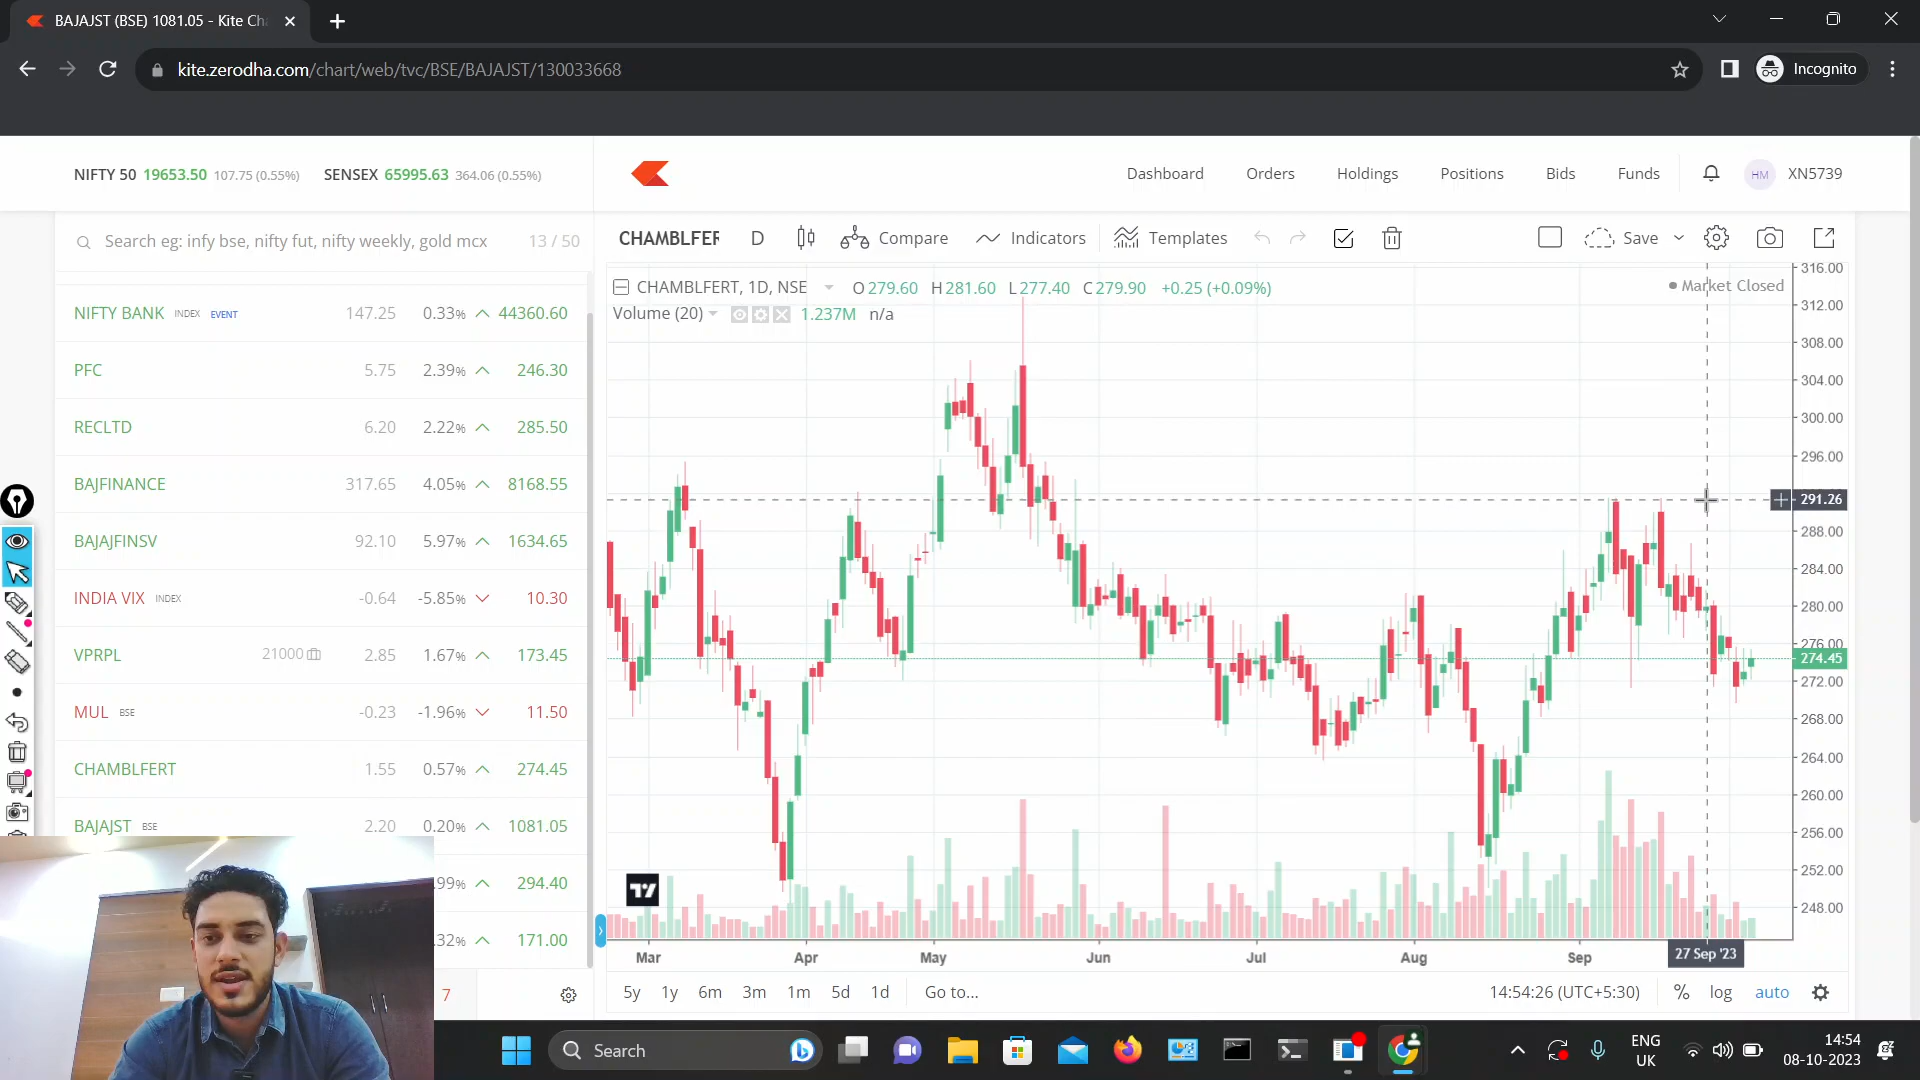 BAJAJST (BSE) 1081.05 - Kite Ch
kite.zerodha.com/chart/web/tvc/BSE/BAJAJST/130033668
Incognito
NIFTY 50 19653.50 107.75 (0.55%) SENSEX 65995.63 364.06 (0.55%)
Dashboard Orders Holdings Positions Bids Funds HM XN5739
Search eg: infy bse, nifty fut, nifty weekly, gold mcx 13 / 50
CHAMBLFER D Compare Indicators Templates Save
NIFTY BANK INDEX EVENT 147.25 0.33% 44360.60
PFC 5.75 2.39% 246.30
RECLTD 6.20 2.22% 285.50
BAJFINANCE 317.65 4.05% 8168.55
BAJAJFINSV 92.10 5.97% 1634.65
INDIA VIX INDEX -0.64 -5.85% 10.30
VPRPL 21000 2.85 1.67% 173.45
MUL BSE -0.23 -1.96% 11.50
CHAMBLFERT 1.55 0.57% 274.45
BAJAJST BSE 2.20 0.20% 1081.05
.99% 294.40
.32% 171.00
7
CHAMBLFERT, 1D, NSE O279.60 H281.60 L277.40 C279.90 +0.25 (+0.09%)
Market Closed
Volume (20) 1.237M n/a
316.00
312.00
308.00
304.00
300.00
296.00
291.26
288.00
284.00
280.00
276.00
274.45
272.00
268.00
264.00
260.00
256.00
252.00
248.00
Mar Apr May Jun Jul Aug Sep 27 Sep '23
5y 1y 6m 3m 1m 5d 1d Go to... 14:54:26 (UTC+5:30) % log auto
Search
ENG
UK
14:54
08-10-2023